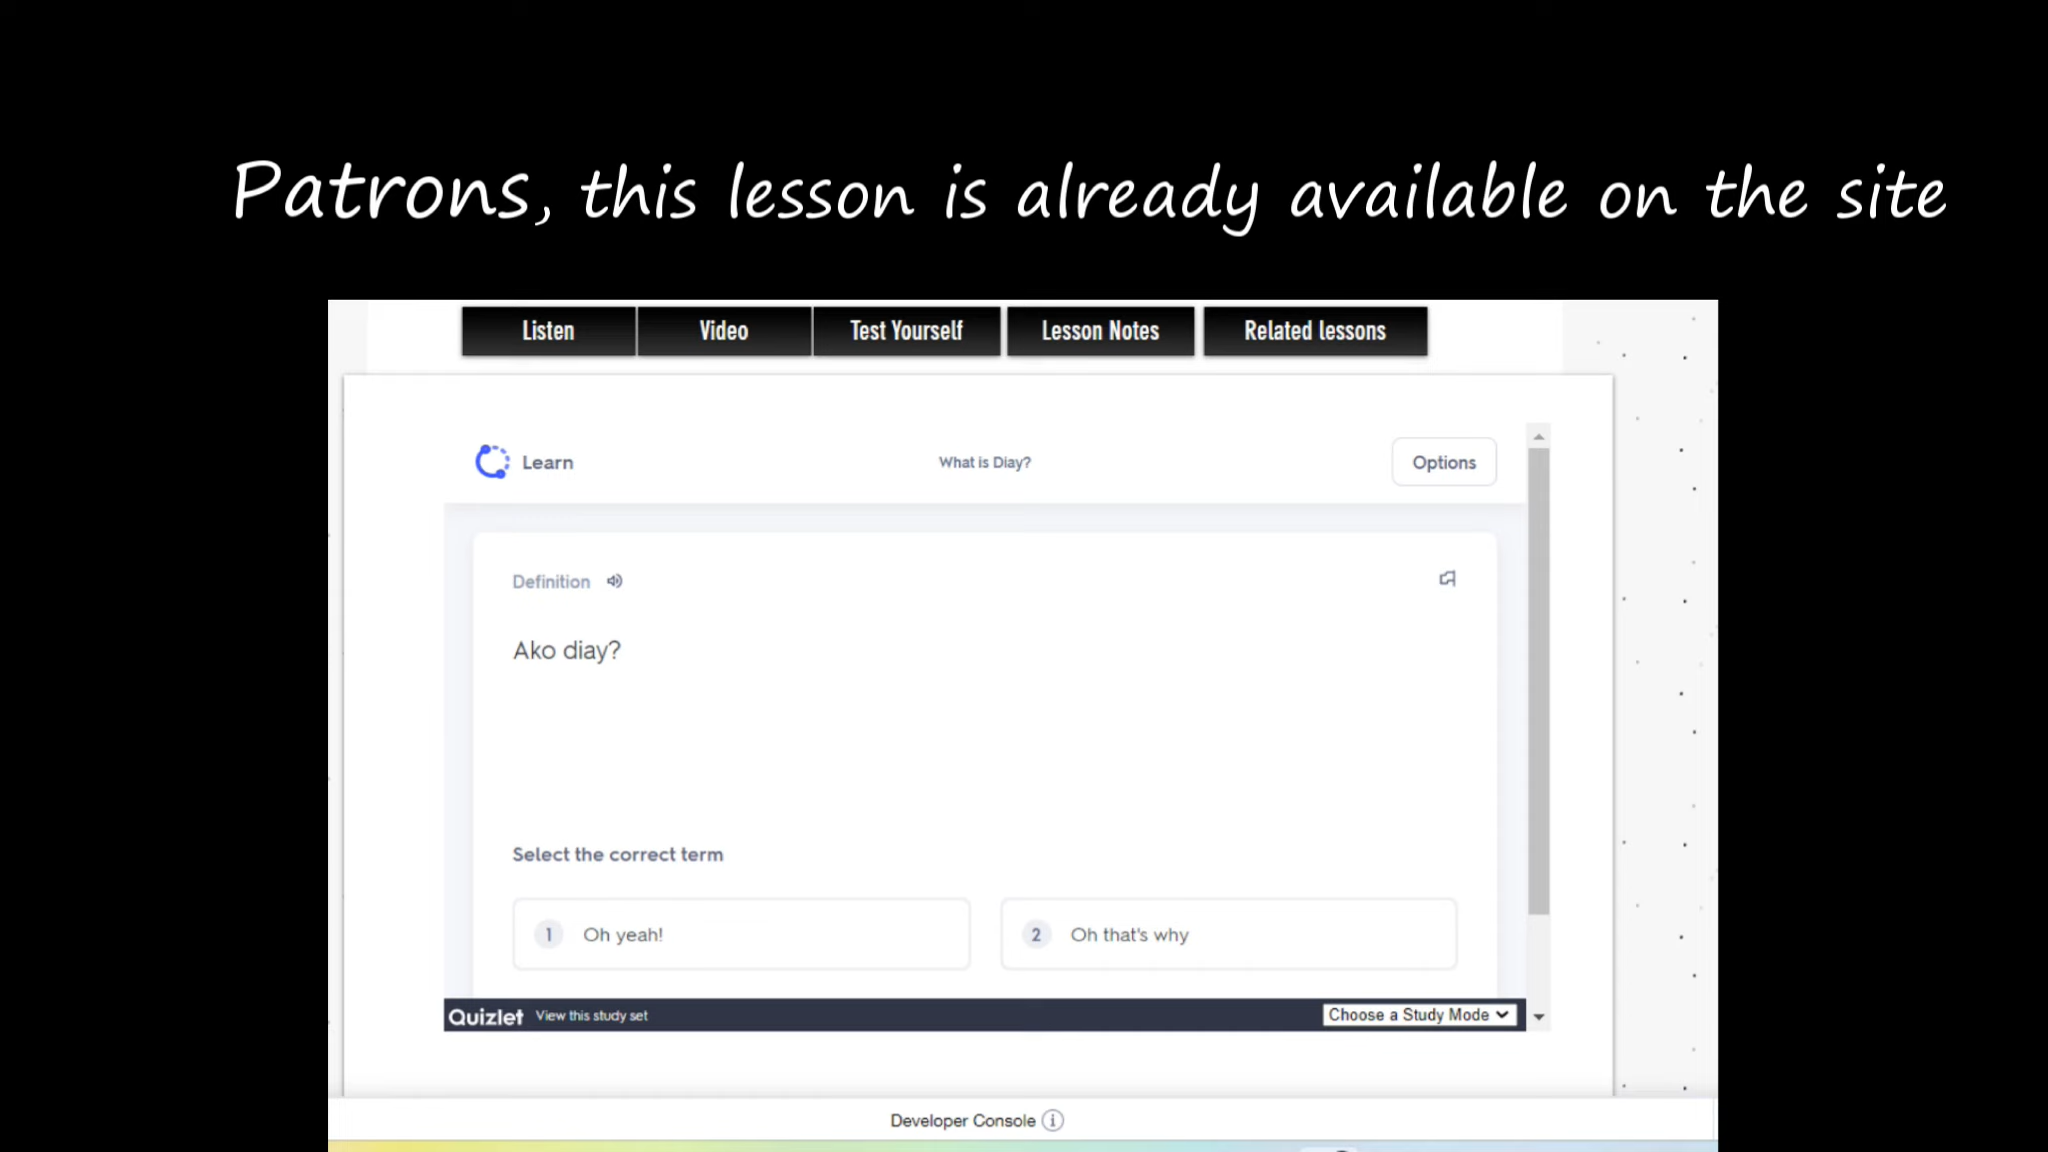 Patrons, this lesson is already available on the site
Listen Video Test Yourself Lesson Notes Related lessons
Learn What is Diay? Options
Definition
Ako diay?
Select the correct term
1 Oh yeah! 2 Oh that's why
Quizlet View this study set Choose a Study Mode
Developer Console